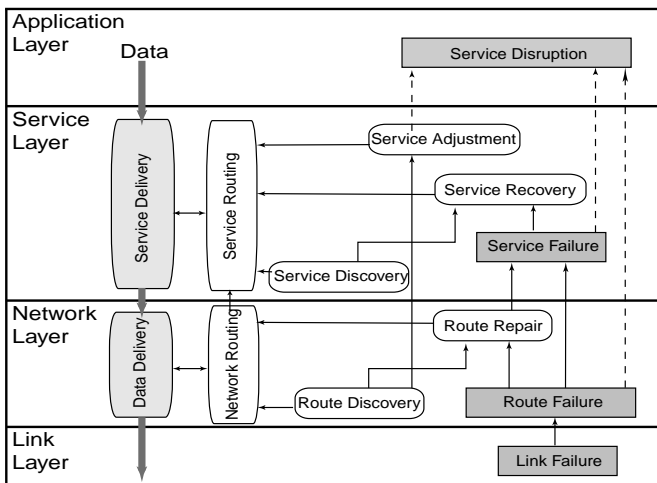 Application
Layer
Data
Service Disruption
Service
Layer
Service Delivery
Service Routing
Service Adjustment
Service Recovery
Service Failure
Service Discovery
Network
Layer
Data Delivery
Network Routing
Route Repair
Route Discovery
Route Failure
Link
Layer
Link Failure